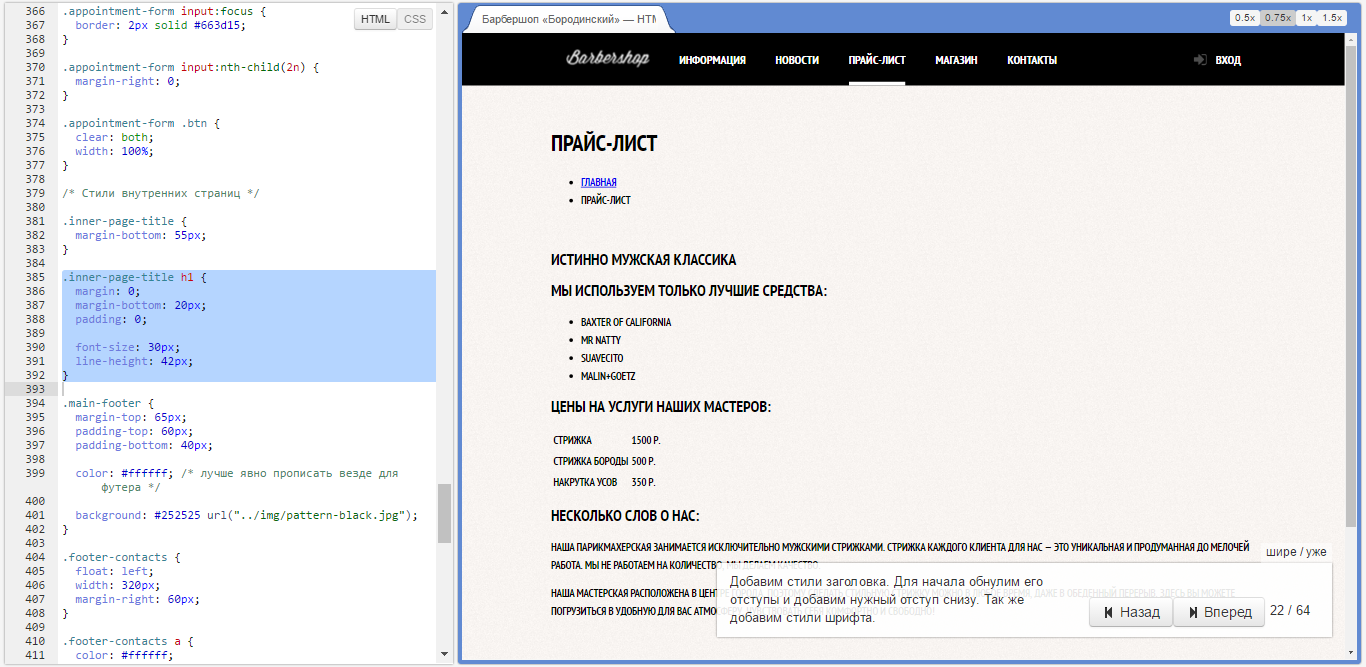 366 .appointment-form input:focus {
367 border: 2px solid #663d15;
368 }
369
370 .appointment-form input:nth-child(2n) {
371 margin-right: 0;
372 }
373
374 .appointment-form .btn {
375 clear: both;
376 width: 100%;
377 }
378
379 /* Стили внутренних страниц */
380
381 .inner-page-title {
382 margin-bottom: 55px;
383 }
384
385 .inner-page-title h1 {
386 margin: 0;
387 margin-bottom: 20px;
388 padding: 0;
389
390 font-size: 30px;
391 line-height: 42px;
392 }
393
394 .main-footer {
395 margin-top: 65px;
396 padding-top: 60px;
397 padding-bottom: 40px;
398
399 color: #ffffff; /* лучше явно прописать везде для
футера */
400
401 background: #252525 url("../img/pattern-black.jpg");
402 }
403
404 .footer-contacts {
405 float: left;
406 width: 320px;
407 margin-right: 60px;
408 }
409
410 .footer-contacts a {
411 color: #ffffff;
HTML CSS
Барбершоп «Бородинский» — HTM
0.5x 0.75x 1x 1.5x
Barbershop ИНФОРМАЦИЯ НОВОСТИ ПРАЙС-ЛИСТ МАГАЗИН КОНТАКТЫ ВХОД
ПРАЙС-ЛИСТ
ГЛАВНАЯ
ПРАЙС-ЛИСТ
ИСТИННО МУЖСКАЯ КЛАССИКА
МЫ ИСПОЛЬЗУЕМ ТОЛЬКО ЛУЧШИЕ СРЕДСТВА:
BAXTER OF CALIFORNIA
MR NATTY
SUAVECITO
MALIN+GOETZ
ЦЕНЫ НА УСЛУГИ НАШИХ МАСТЕРОВ:
СТРИЖКА 1500 Р.
СТРИЖКА БОРОДЫ 500 Р.
НАКРУТКА УСОВ 350 Р.
НЕСКОЛЬКО СЛОВ О НАС:
НАША ПАРИКМАХЕРСКАЯ ЗАНИМАЕТСЯ ИСКЛЮЧИТЕЛЬНО МУЖСКИМИ СТРИЖКАМИ. СТРИЖКА КАЖДОГО КЛИЕНТА ДЛЯ НАС – ЭТО УНИКАЛЬНАЯ И ПРОДУМАННАЯ ДО МЕЛОЧЕЙ
РАБОТА. МЫ НЕ РАБОТАЕМ НА КОЛИЧЕСТВО, МЫ ДЕЛАЕМ КАЧЕСТВО
НАША МАСТЕРСКАЯ РАСПОЛОЖЕНА В ЦЕНТРЕ
ПОГРУЗИТЬСЯ В УДОБНУЮ ДЛЯ ВАС АТМОСФЕРУ
шире / уже
Добавим стили заголовка. Для начала обнулим его
отступы и добавим нужный отступ снизу. Так же
добавим стили шрифта.
Назад Вперед 22 / 64